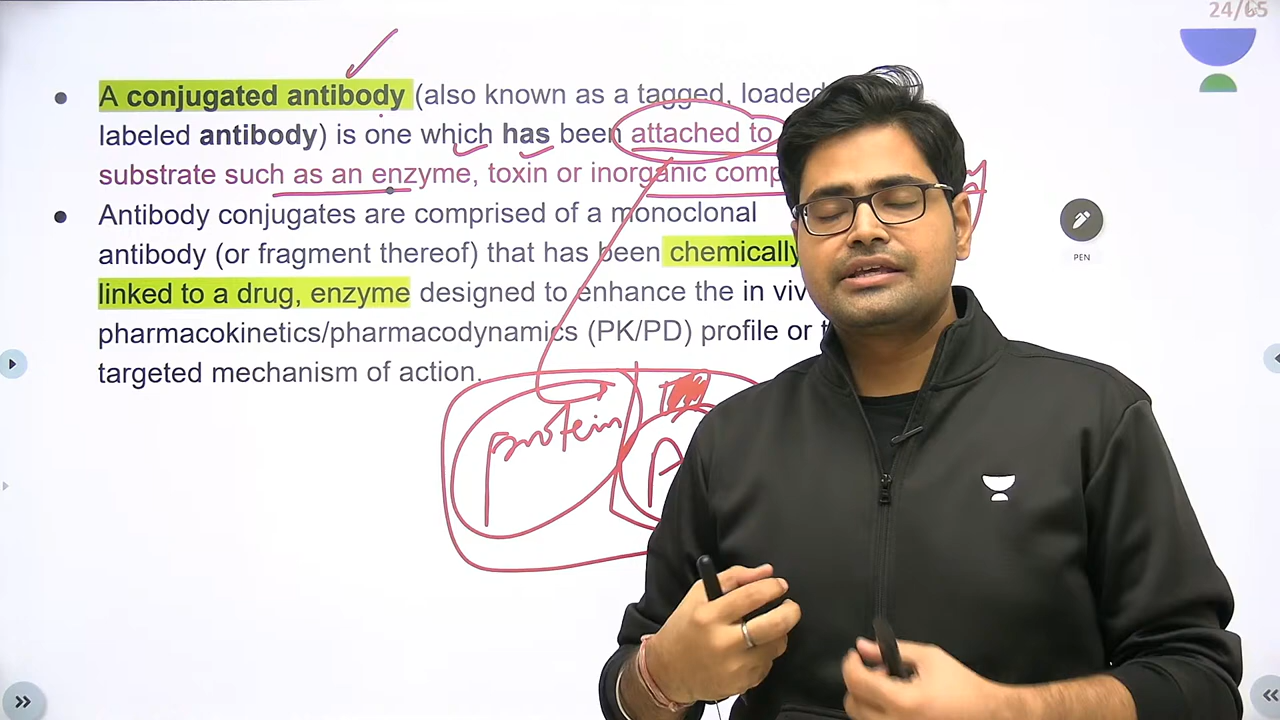 24/65
A conjugated antibody (also known as a tagged, loaded
labeled antibody) is one which has been attached to
substrate such as an enzyme, toxin or inorganic comp
Antibody conjugates are comprised of a monoclonal
antibody (or fragment thereof) that has been chemically
linked to a drug, enzyme designed to enhance the in viv
pharmacokinetics/pharmacodynamics (PK/PD) profile or t
targeted mechanism of action.
PEN
protein
A